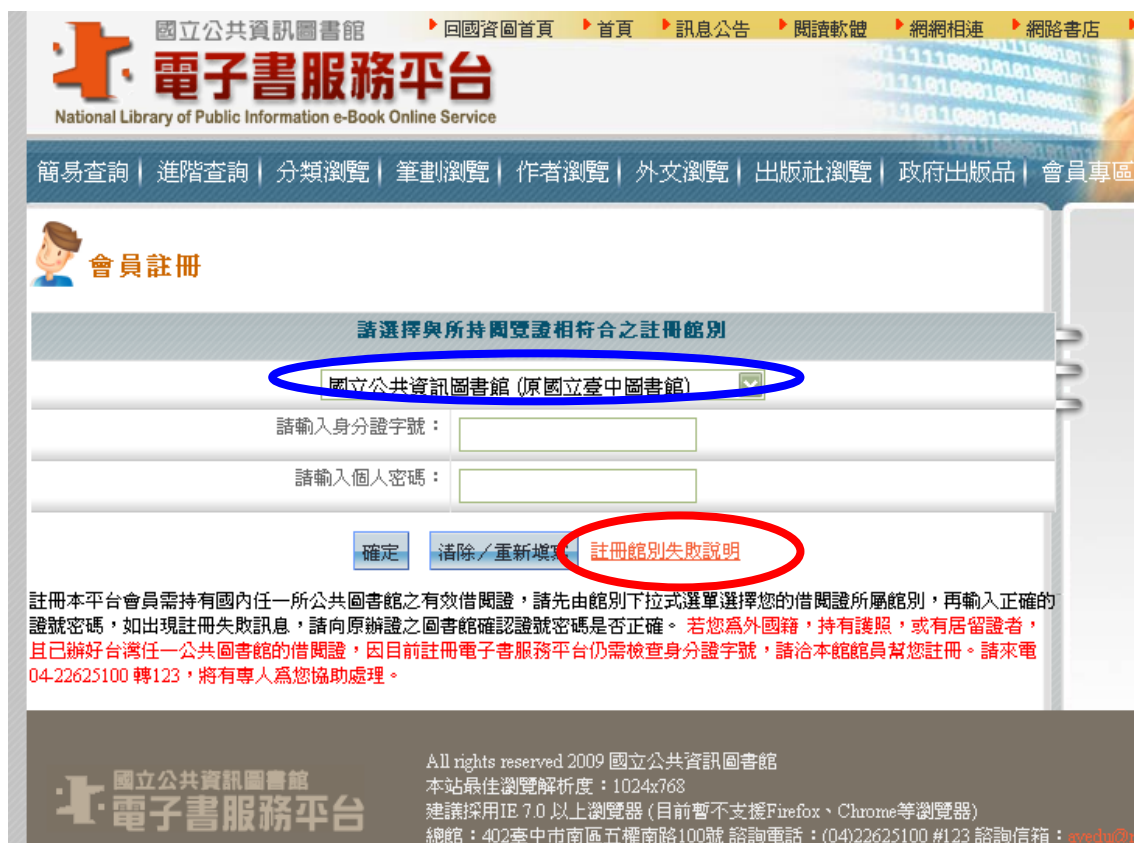 國立公共資訊圖書館
電子書服務平台
National Library of Public Information e-Book Online Service
回國資圖首頁 首頁 訊息公告 閱讀軟體 網網相連 網路書店
簡易查詢| 進階查詢| 分類瀏覽| 筆劃瀏覽| 作者瀏覽| 外文瀏覽| 出版社瀏覽| 政府出版品| 會員專區
會員註冊
請選擇與所持閱覽證相符合之註冊館別
國立公共資訊圖書館 (原國立臺中圖書館)
請輸入身分證字號：
請輸入個人密碼：
確定 清除／重新填寫 註冊館別失敗說明
註冊本平台會員需持有國內任一所公共圖書館之有效借閱證，請先由館別下拉式選單選擇您的借閱證所屬館別，再輸入正確的
證號密碼，如出現註冊失敗訊息，請向原辦證之圖書館確認證號密碼是否正確。若您為外國籍，持有護照，或有居留證者，
且已辦好台灣任一公共圖書館的借閱證，因目前註冊電子書服務平台仍需檢查身分證字號，請洽本館館員幫您註冊。請來電
04-22625100 轉123，將有專人為您協助處理。
國立公共資訊圖書館
電子書服務平台
All rights reserved 2009 國立公共資訊圖書館
本站最佳瀏覽解析度：1024x768
建議採用IE 7.0 以上瀏覽器 (目前暫不支援Firefox、Chrome等瀏覽器)
總館：402臺中市南區五權南路100號 諮詢電話：(04)22625100 #123 諮詢信箱：